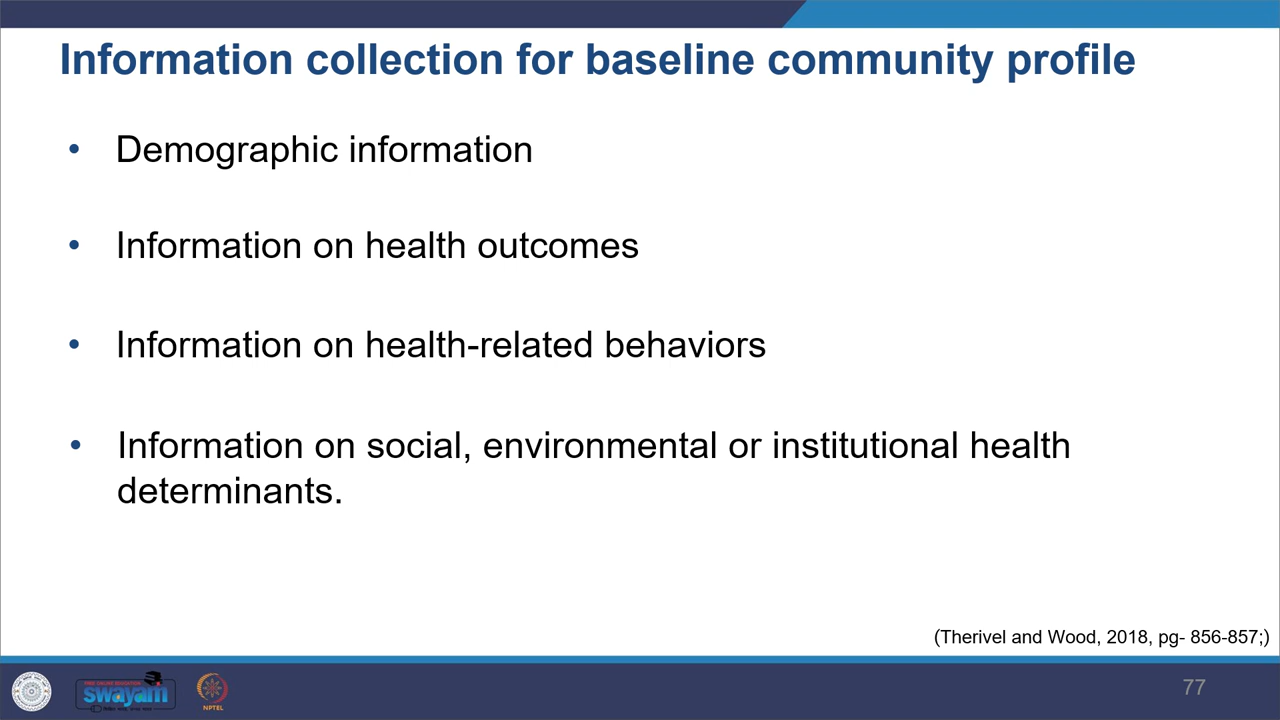 Information collection for baseline community profile
• Demographic information
• Information on health outcomes
• Information on health-related behaviors
• Information on social, environmental or institutional health
determinants.
(Therivel and Wood, 2018, pg- 856-857;)
swayam
NPTEL
77